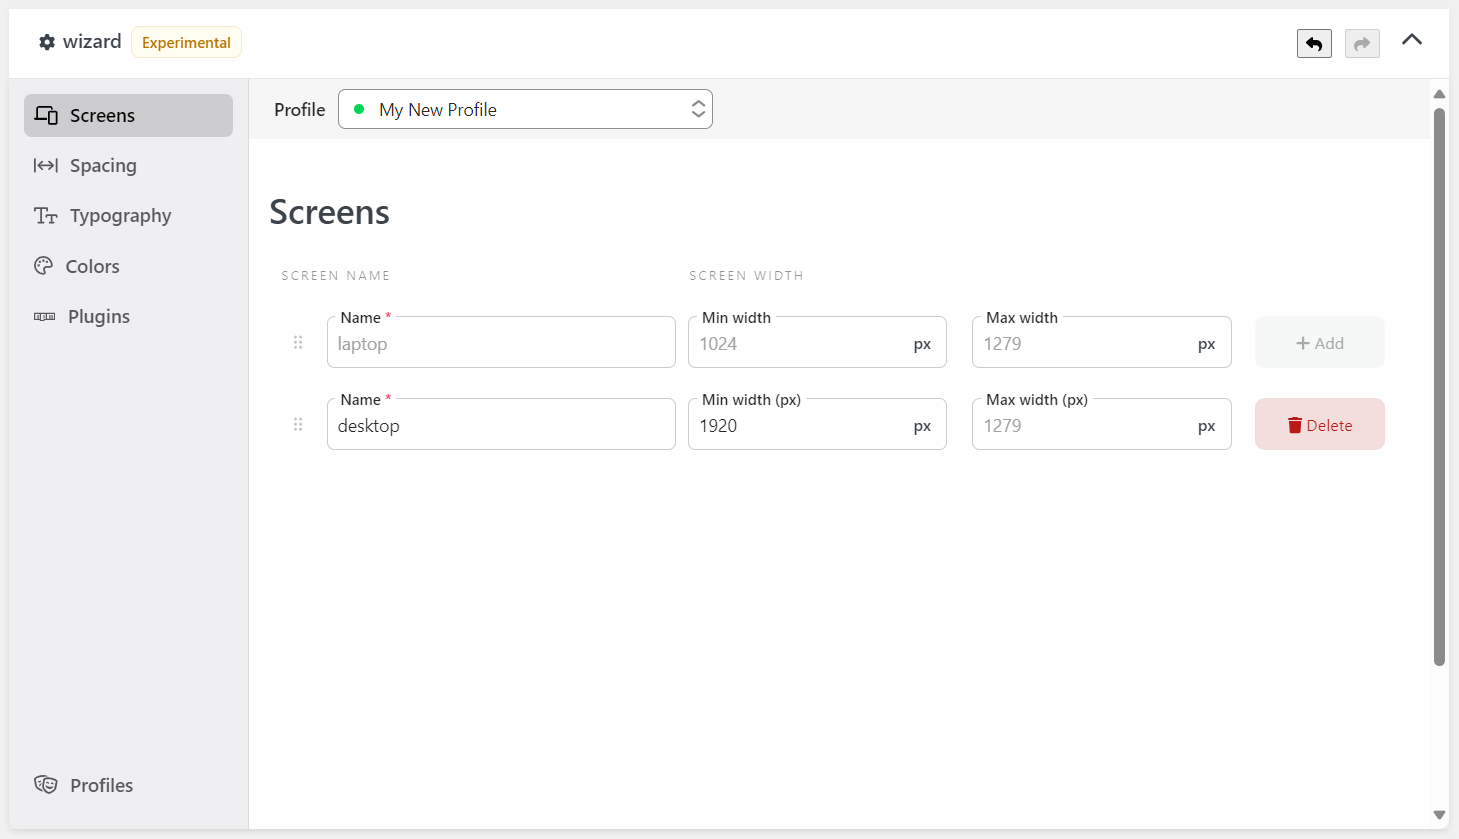 wizard Experimental
Screens
Spacing
Typography
Colors
Plugins
Profiles
Profile My New Profile
Screens
SCREEN NAME SCREEN WIDTH
Name * Min width Max width
laptop 1024 px 1279 px Add
Name * Min width (px) Max width (px)
desktop 1920 px 1279 px Delete